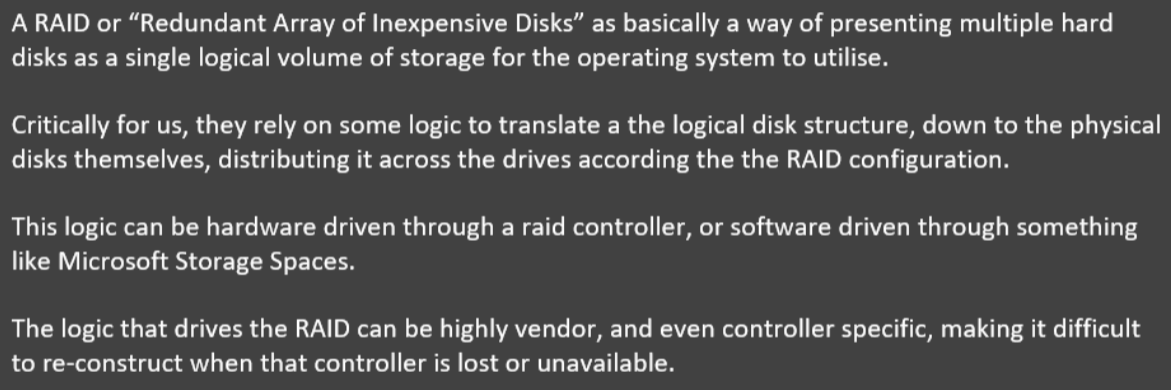 A RAID or “Redundant Array of Inexpensive Disks” as basically a way of presenting multiple hard
disks as a single logical volume of storage for the operating system to utilise.
Critically for us, they rely on some logic to translate a the logical disk structure, down to the physical
disks themselves, distributing it across the drives according the the RAID configuration.
This logic can be hardware driven through a raid controller, or software driven through something
like Microsoft Storage Spaces.
The logic that drives the RAID can be highly vendor, and even controller specific, making it difficult
to re-construct when that controller is lost or unavailable.